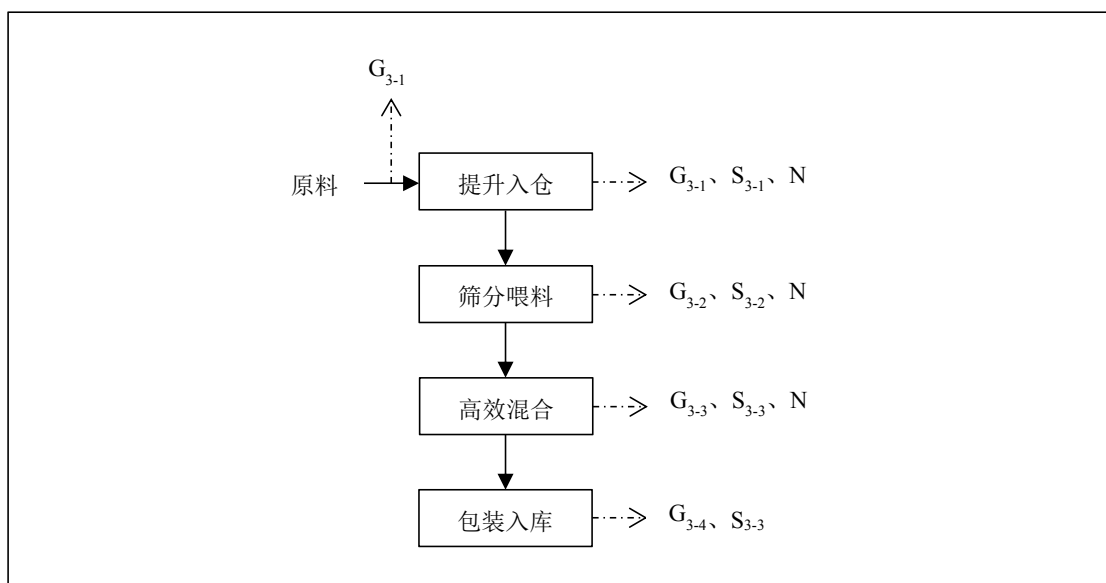 G₃₋₁
原料 提升入仓 G₃₋₁、S₃₋₁、N
筛分喂料 G₃₋₂、S₃₋₂、N
高效混合 G₃₋₃、S₃₋₃、N
包装入库 G₃₋₄、S₃₋₃